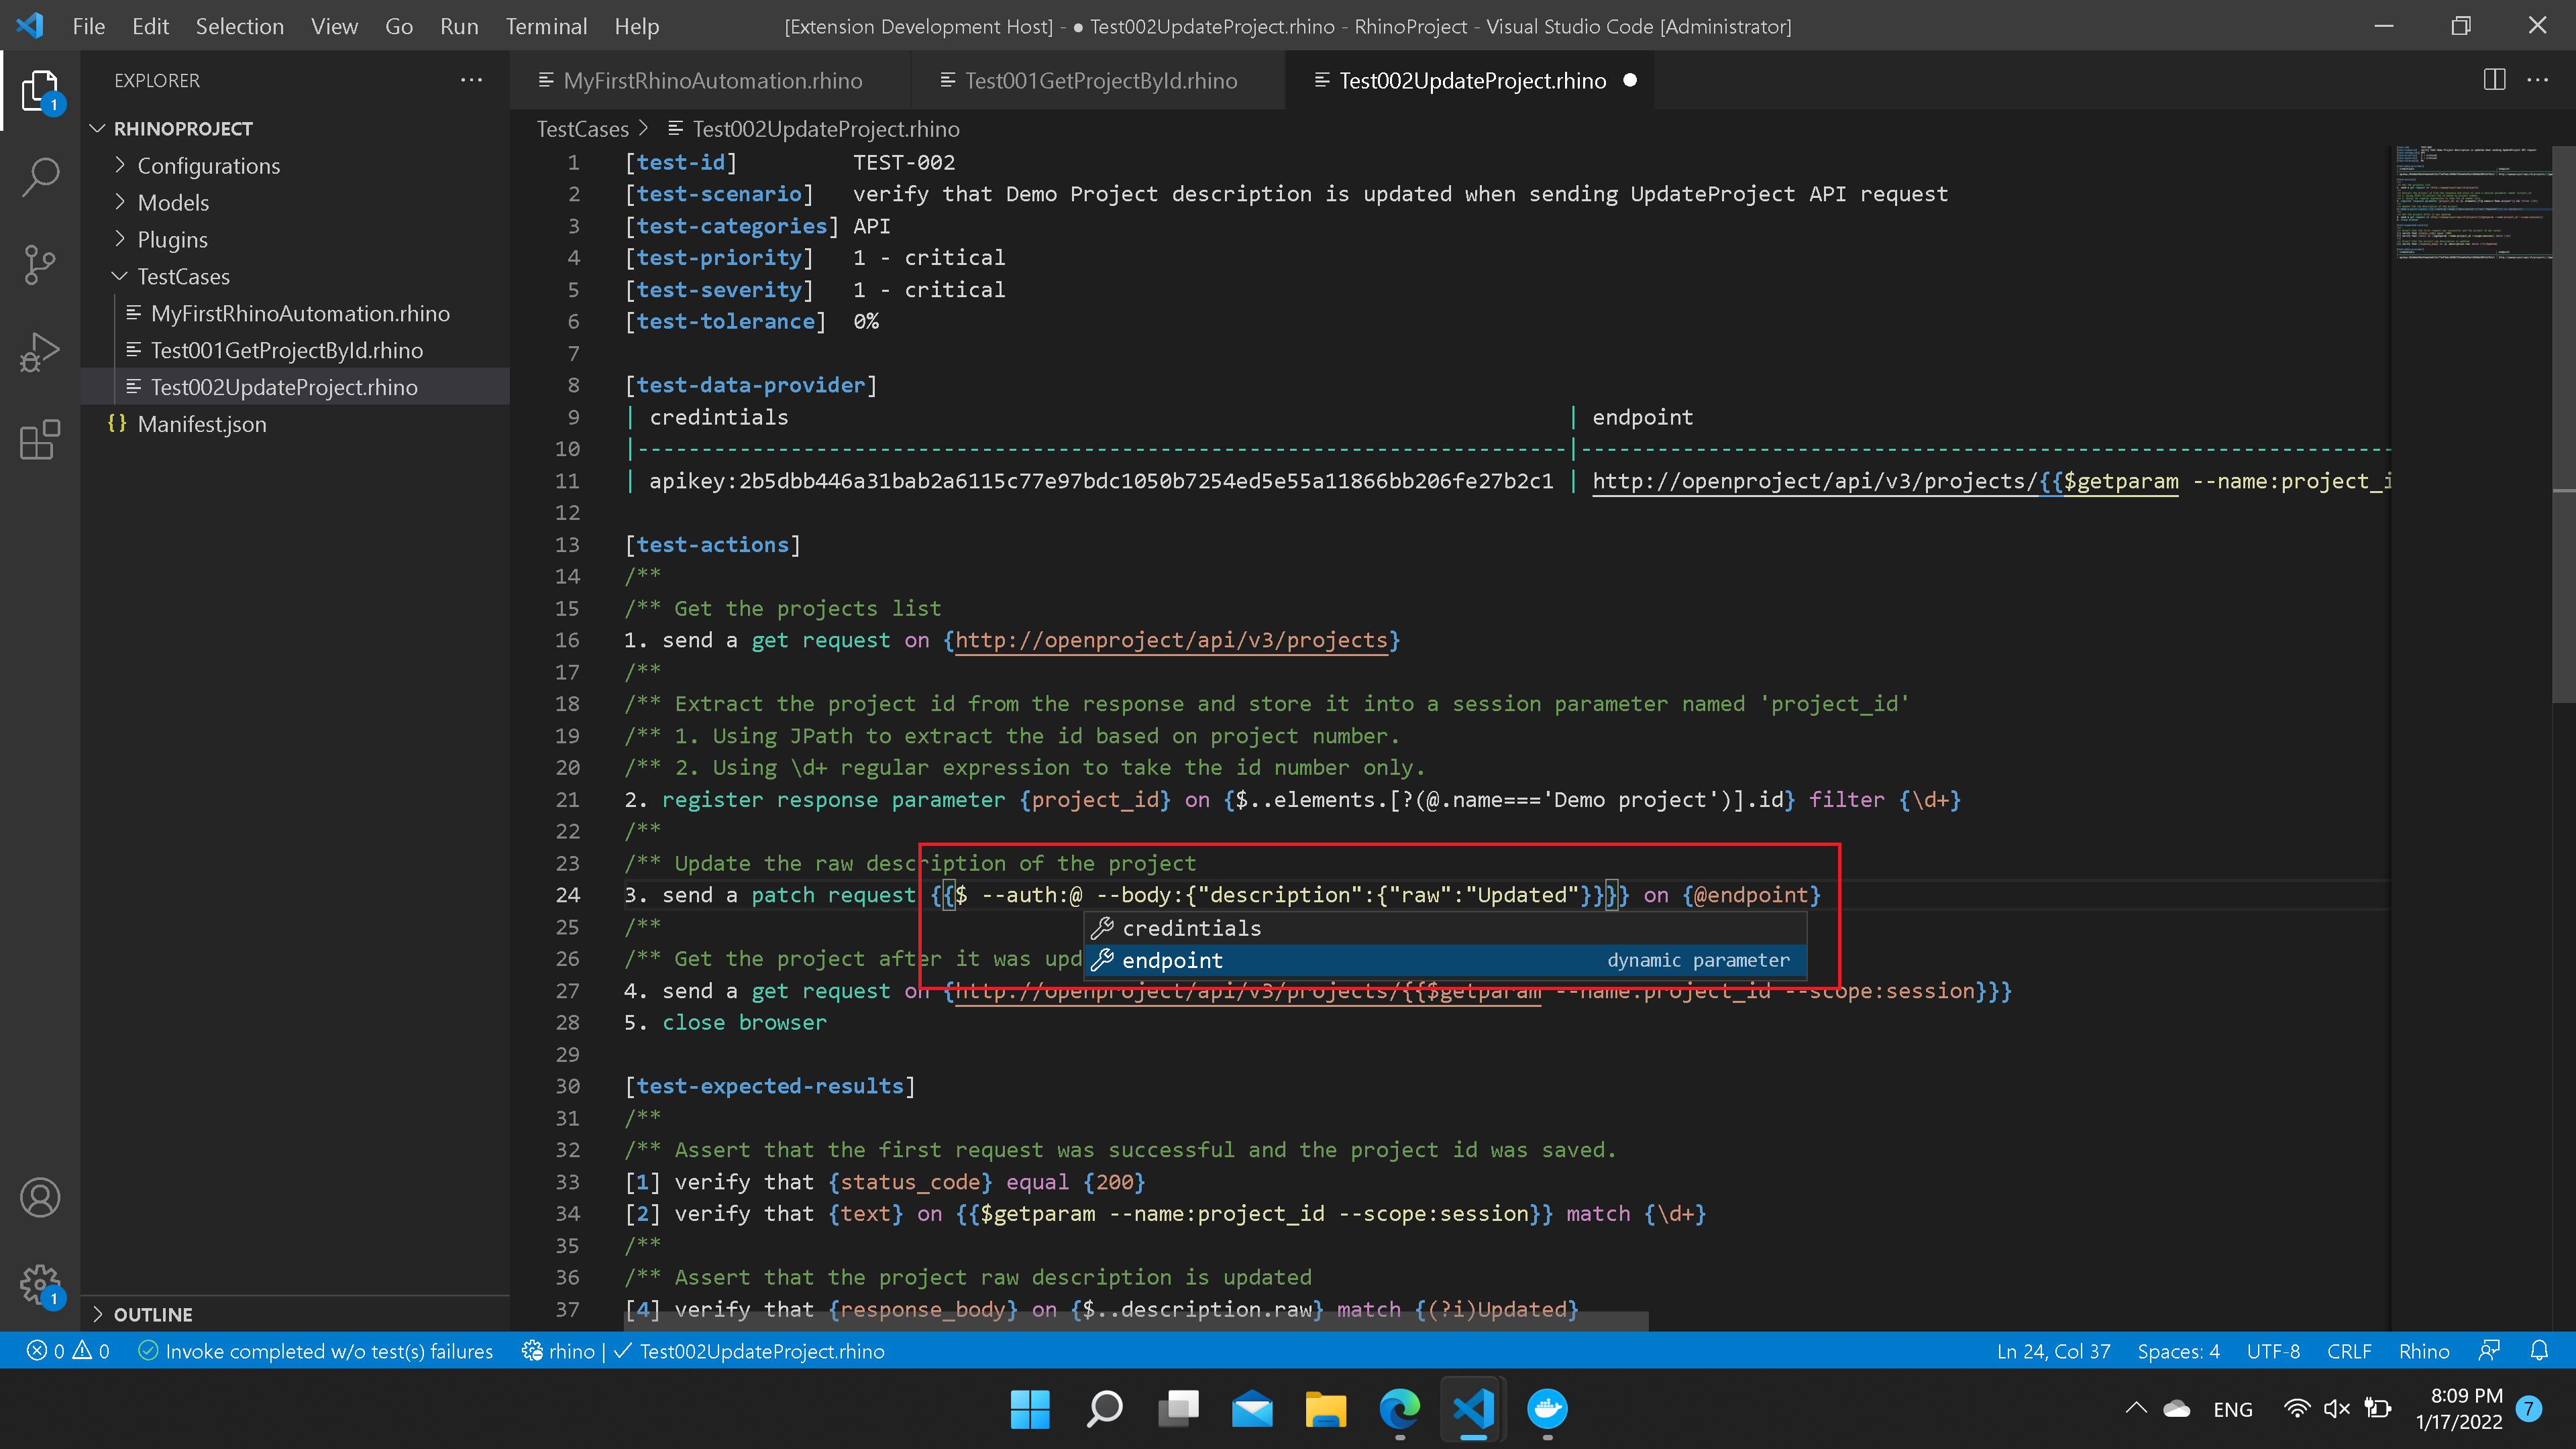 File Edit Selection View Go Run Terminal Help [Extension Development Host] - ● Test002UpdateProject.rhino - RhinoProject - Visual Studio Code [Administrator]
EXPLORER
MyFirstRhinoAutomation.rhino Test001GetProjectById.rhino Test002UpdateProject.rhino
1
RHINOPROJECT
Configurations
Models
Plugins
TestCases
MyFirstRhinoAutomation.rhino
Test001GetProjectById.rhino
Test002UpdateProject.rhino
{} Manifest.json
OUTLINE
1
TestCases > Test002UpdateProject.rhino
1 [test-id] TEST-002
2 [test-scenario] verify that Demo Project description is updated when sending UpdateProject API request
3 [test-categories] API
4 [test-priority] 1 - critical
5 [test-severity] 1 - critical
6 [test-tolerance] 0%
7
8 [test-data-provider]
9 | credintials | endpoint
10 |-------------------------------------------------------------------------|----------------------------------------------------------------
11 | apikey:2b5dbb446a31bab2a6115c77e97bdc1050b7254ed5e55a11866bb206fe27b2c1 | http://openproject/api/v3/projects/{{$getparam --name:project_i
12
13 [test-actions]
14 /**
15 /** Get the projects list
16 1. send a get request on {http://openproject/api/v3/projects}
17 /**
18 /** Extract the project id from the response and store it into a session parameter named 'project_id'
19 /** 1. Using JPath to extract the id based on project number.
20 /** 2. Using \d+ regular expression to take the id number only.
21 2. register response parameter {project_id} on {$..elements.[?(@.name==='Demo project')].id} filter {\d+}
22 /**
23 /** Update the raw description of the project
24 3. send a patch request {{$ --auth:@ --body:{"description":{"raw":"Updated"}}}} on {@endpoint}
25 /**
credintials
26 /** Get the project after it was upd
endpoint dynamic parameter
27 4. send a get request on {http://openproject/api/v3/projects/{{$getparam --name:project_id --scope:session}}}
28 5. close browser
29
30 [test-expected-results]
31 /**
32 /** Assert that the first request was successful and the project id was saved.
33 [1] verify that {status_code} equal {200}
34 [2] verify that {text} on {{$getparam --name:project_id --scope:session}} match {\d+}
35 /**
36 /** Assert that the project raw description is updated
37 [4] verify that {response_body} on {$..description.raw} match {(?i)Updated}
0 0 Invoke completed w/o test(s) failures rhino | ✓ Test002UpdateProject.rhino Ln 24, Col 37 Spaces: 4 UTF-8 CRLF Rhino
ENG 8:09 PM
1/17/2022 7